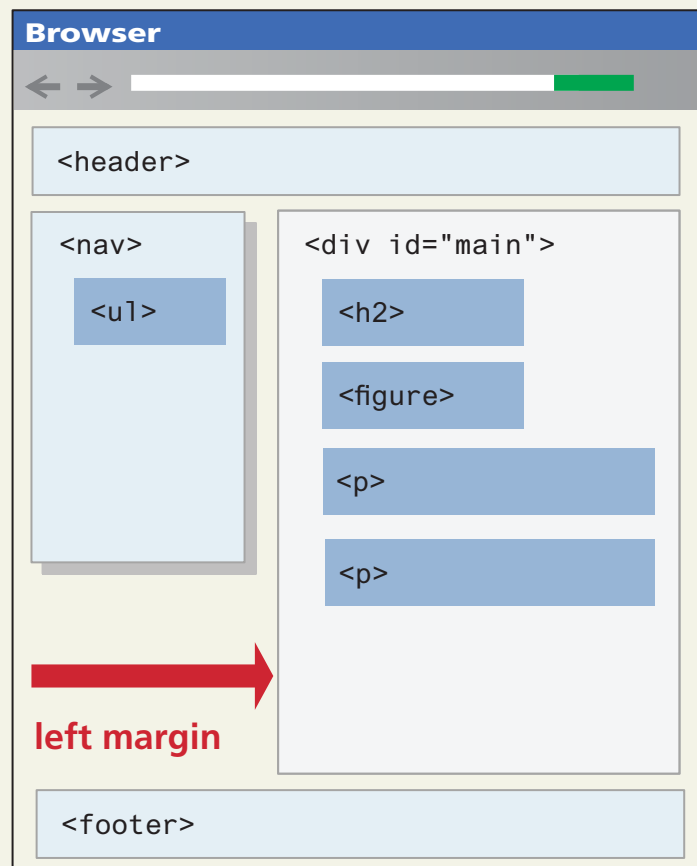 Browser
<header>
<nav>
<ul>
<div id="main">
<h2>
<figure>
<p>
<p>
left margin
<footer>